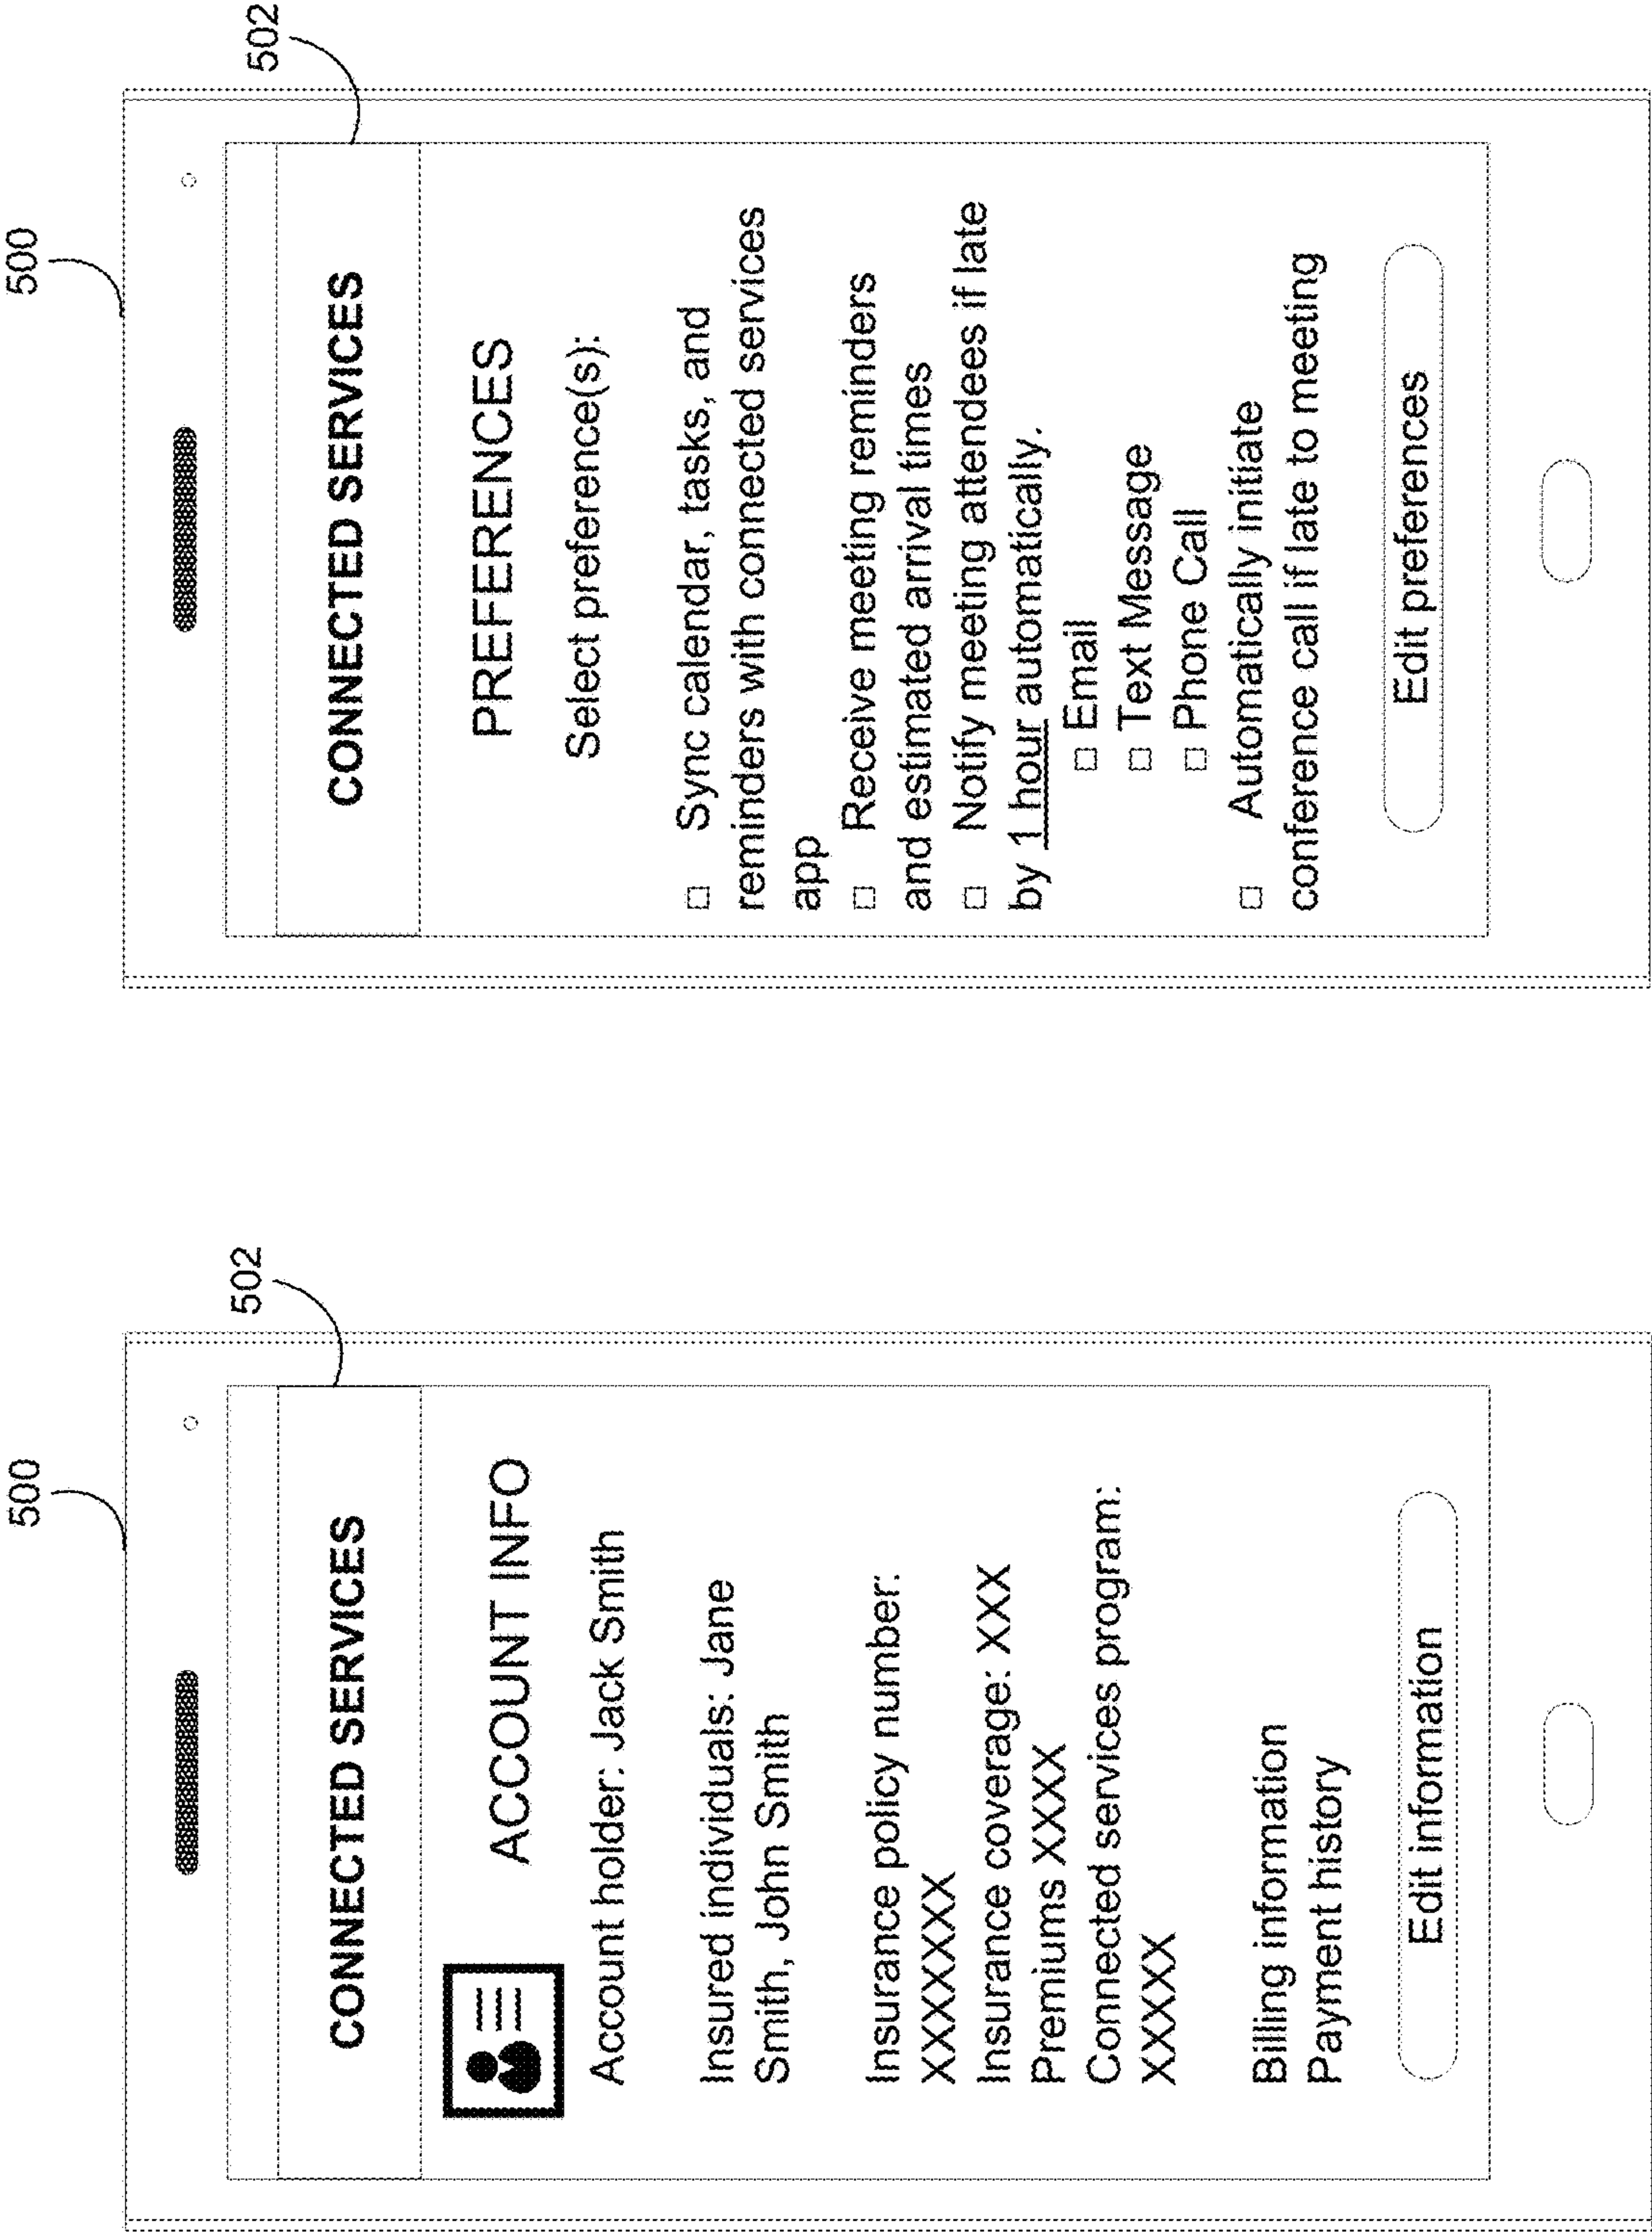 500
502
CONNECTED SERVICES
ACCOUNT INFO
Account holder: Jack Smith
Insured individuals: Jane
Smith, John Smith
Insurance policy number:
XXXXXXX
Insurance coverage: XXX
Premiums XXXX
Connected services program:
XXXXX
Billing information
Payment history
Edit information
500
502
CONNECTED SERVICES
PREFERENCES
Select preference(s):
Sync calendar, tasks, and
reminders with connected services
app
Receive meeting reminders
and estimated arrival times
Notify meeting attendees if late
by 1 hour automatically.
Email
Text Message
Phone Call
Automatically initiate
conference call if late to meeting
Edit preferences